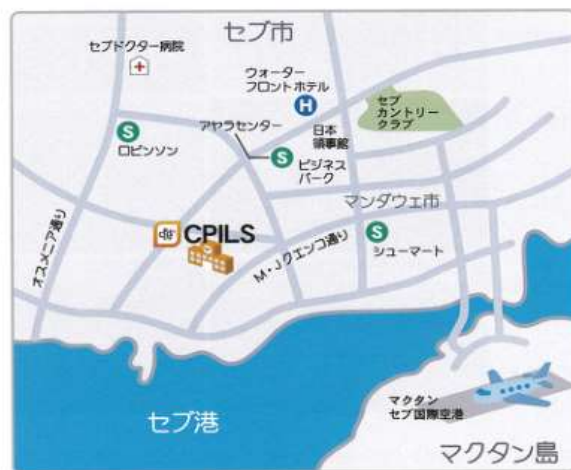 セブ市
セブドクター病院
ウォーター
フロントホテル
H
セブ
カントリー
クラブ
S
ロビンソン
アヤラセンター
日本
領事館
S
ビジネス
パーク
マンダウェ市
CPILS
S
シューマート
オスメニア通り
M・Jクエンコ通り
セブ港
マクタン
セブ国際空港
マクタン島